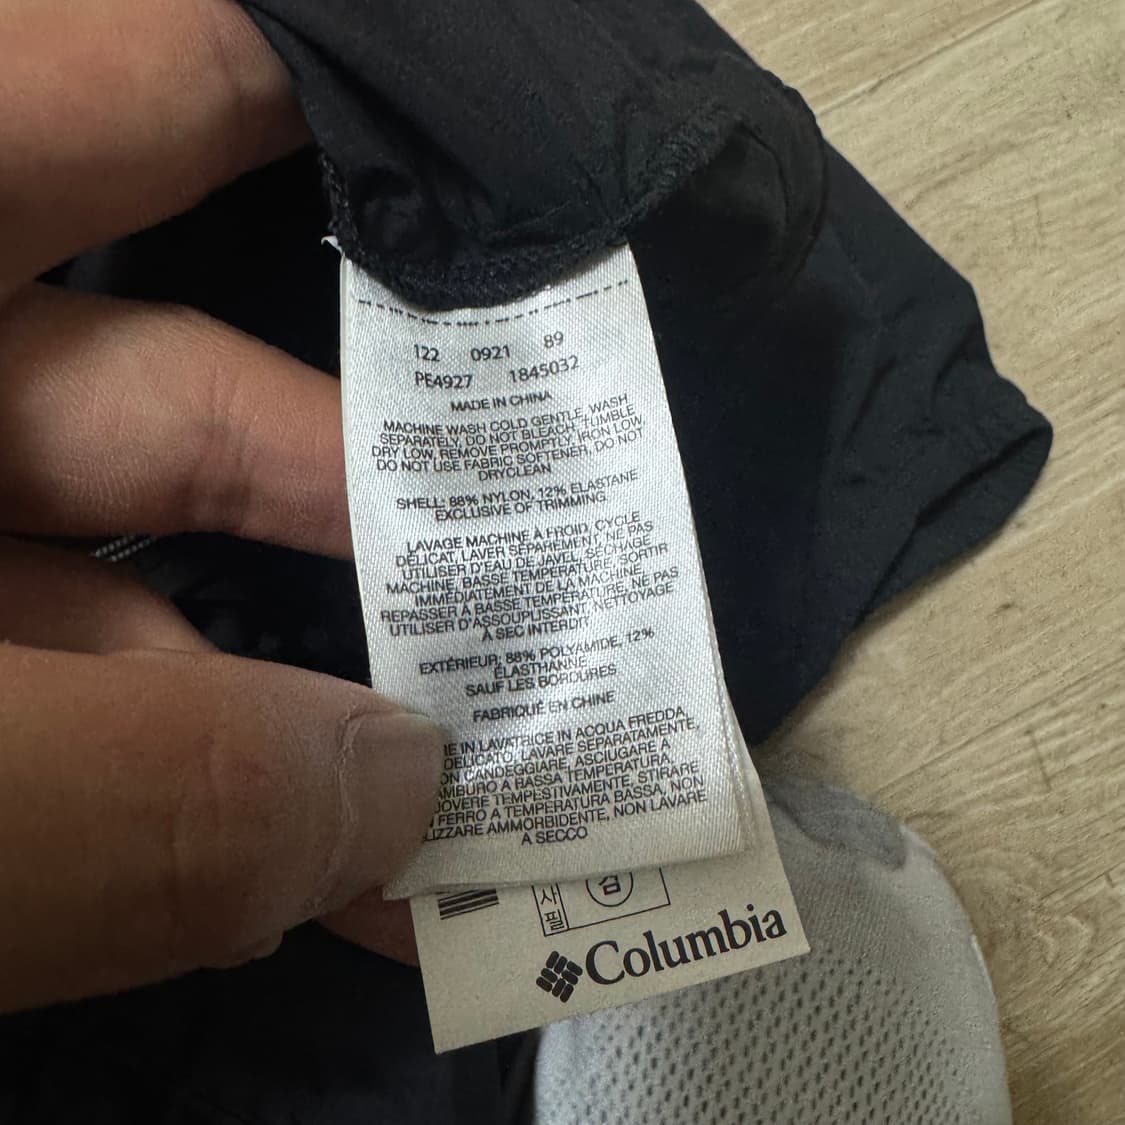 122 0921 89
PE4927 1845032
MADE IN CHINA
MACHINE WASH COLD GENTLE, WASH
SEPARATELY, DO NOT BLEACH, TUMBLE
DRY LOW, REMOVE PROMPTLY, IRON LOW,
DO NOT USE FABRIC SOFTENER, DO NOT
DRYCLEAN
SHELL: 88% NYLON, 12% ELASTANE
EXCLUSIVE OF TRIMMING
LAVAGE MACHINE À FROID, CYCLE
DÉLICAT, LAVER SÉPARÉMENT, NE PAS
UTILISER D'EAU DE JAVEL, SÉCHAGE
MACHINE, BASSE TEMPÉRATURE, SORTIR
IMMÉDIATEMENT DE LA MACHINE,
REPASSER À BASSE TEMPÉRATURE, NE PAS
UTILISER D'ASSOUPLISSANT, NETTOYAGE
À SEC INTERDIT
EXTÉRIEUR: 88% POLYAMIDE, 12%
ÉLASTHANNE
SAUF LES BORDURES
FABRIQUÉ EN CHINE
IN LAVATRICE IN ACQUA FREDDA,
DELICATO, LAVARE SEPARATAMENTE,
CANDEGGIARE, ASCIUGARE A
A BASSA TEMPERATURA,
TEMPESTIVAMENTE, STIRARE
FERRO A TEMPERATURA BASSA, NON
AMMORBIDENTE, NON LAVARE
A SECCO
사필
검
Columbia